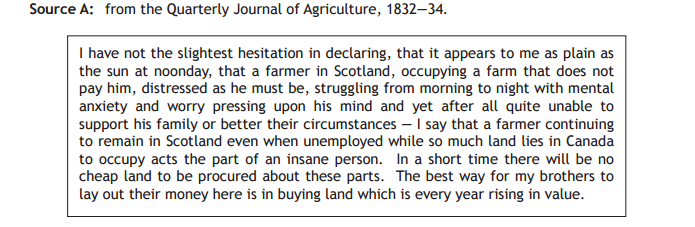 Source A: from the Quarterly Journal of Agriculture, 1832—34.
I have not the slightest hesitation in declaring, that it appears to me as plain as
the sun at noonday, that a farmer in Scotland, occupying a farm that does not
pay him, distressed as he must be, struggling from morning to night with mental
anxiety and worry pressing upon his mind and yet after all quite unable to
support his family or better their circumstances — I say that a farmer continuing
to remain in Scotland even when unemployed while so much land lies in Canada
to occupy acts the part of an insane person. In a short time there will be no
cheap land to be procured about these parts. The best way for my brothers to
lay out their money here is in buying land which is every year rising in value.